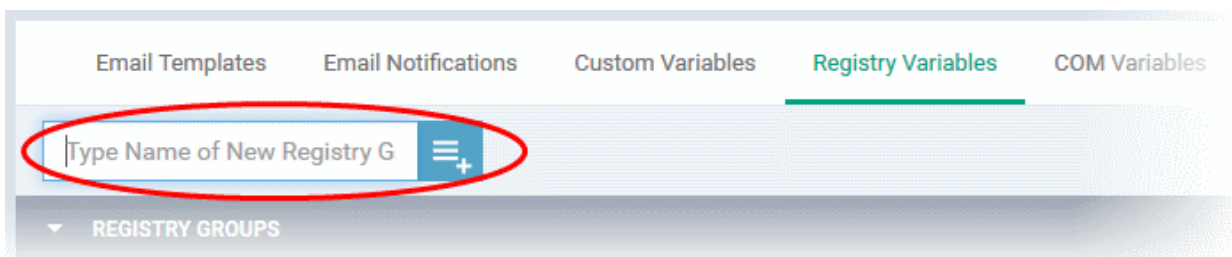 Email Templates Email Notifications Custom Variables Registry Variables COM Variables
Type Name of New Registry G
REGISTRY GROUPS